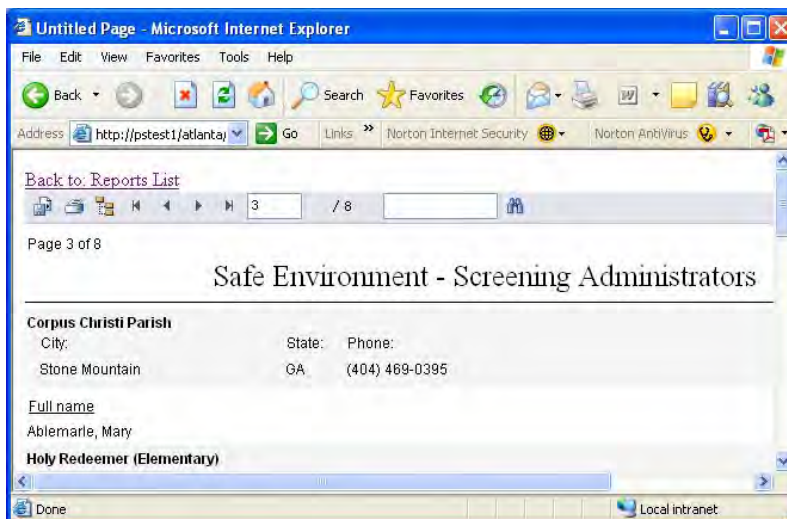 Untitled Page - Microsoft Internet Explorer
File Edit View Favorites Tools Help
Back Search Favorites
Address http://pstest1/atlanta/ Go Links » Norton Internet Security Norton AntiVirus
Back to: Reports List
3 / 8
Page 3 of 8
Safe Environment - Screening Administrators
Corpus Christi Parish
City: State: Phone:
Stone Mountain GA (404) 469-0395
Full name
Ablemarle, Mary
Holy Redeemer (Elementary)
Done Local intranet